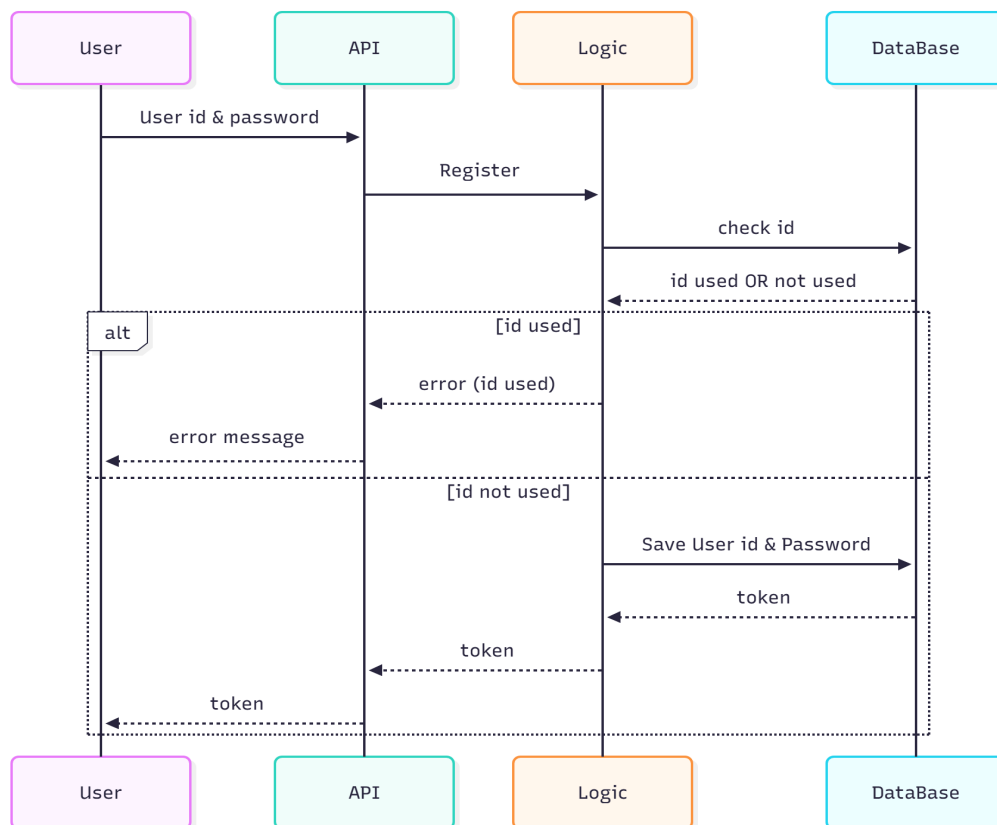 User
API
Logic
DataBase
User id & password
Register
check id
id used OR not used
alt
[id used]
error (id used)
error message
[id not used]
Save User id & Password
token
token
token
User
API
Logic
DataBase